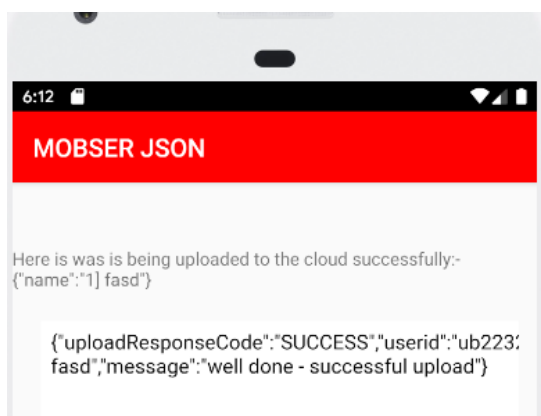 6:12
MOBSER JSON
Here is was is being uploaded to the cloud successfully:-
{"name":"1] fasd"}
{"uploadResponseCode":"SUCCESS","userid":"ub2232
fasd","message":"well done - successful upload"}